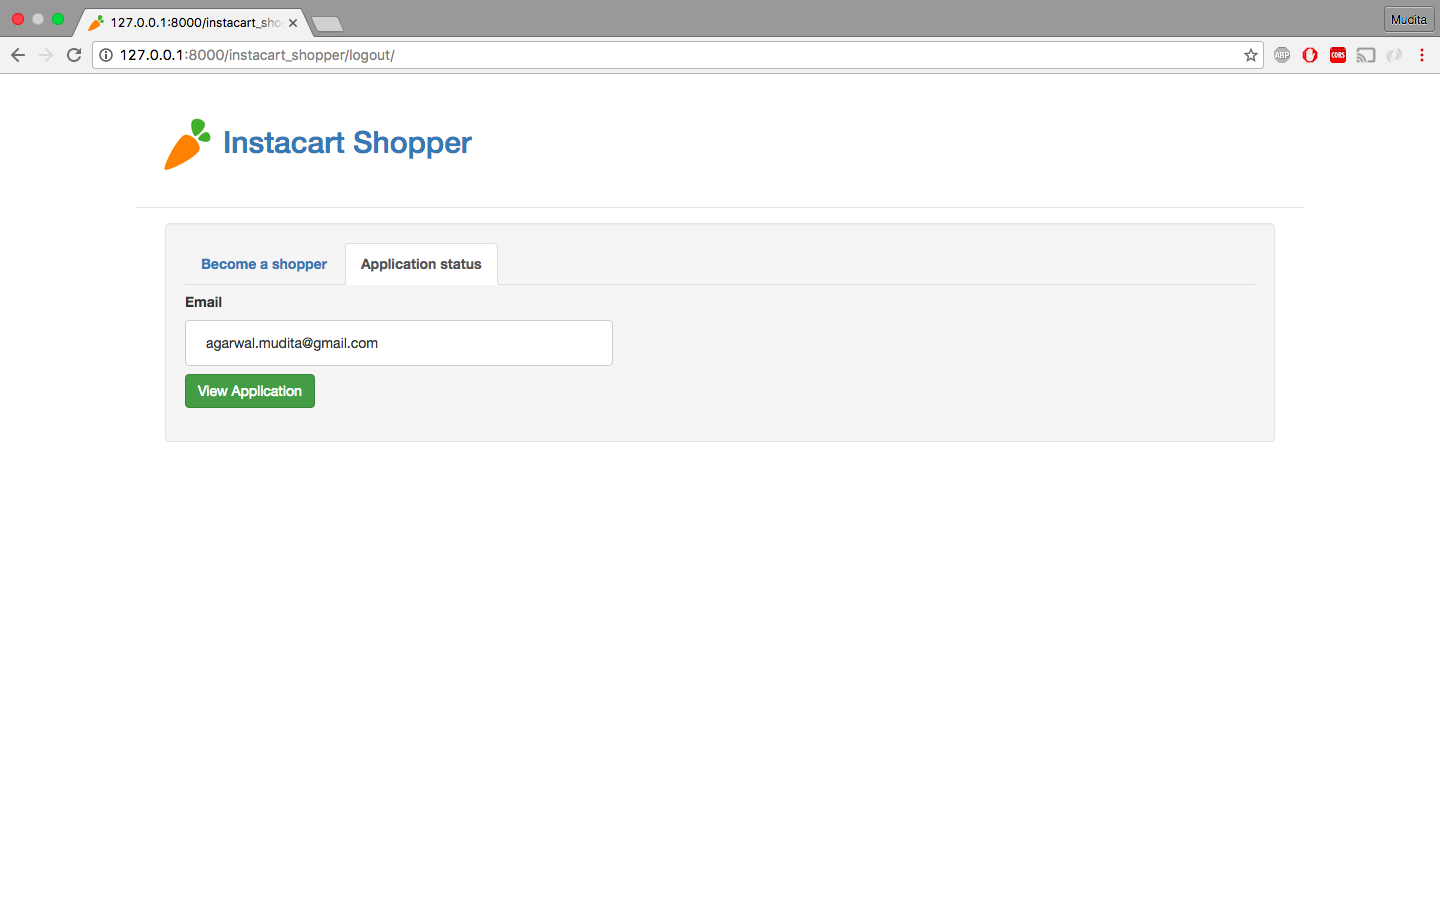 127.0.0.1:8000/instacart_sho
Mudita
127.0.0.1:8000/instacart_shopper/logout/
ABP
CORS
Instacart Shopper
Become a shopper
Application status
Email
agarwal.mudita@gmail.com
View Application